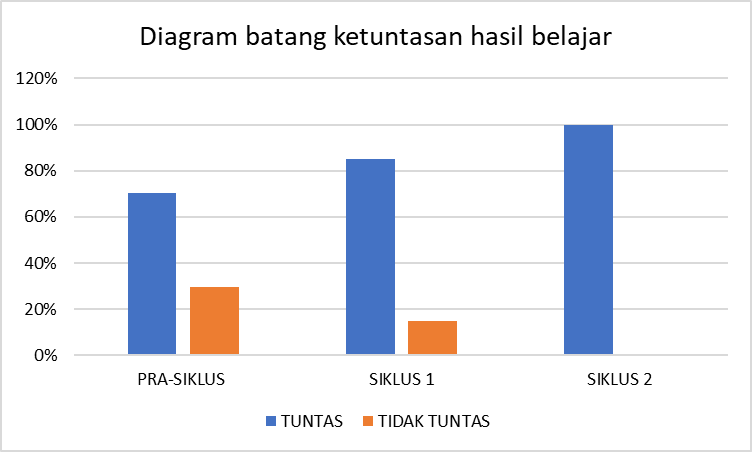 Diagram batang ketuntasan hasil belajar
120%
100%
80%
60%
40%
20%
0%
PRA-SIKLUS SIKLUS 1 SIKLUS 2
TUNTAS TIDAK TUNTAS